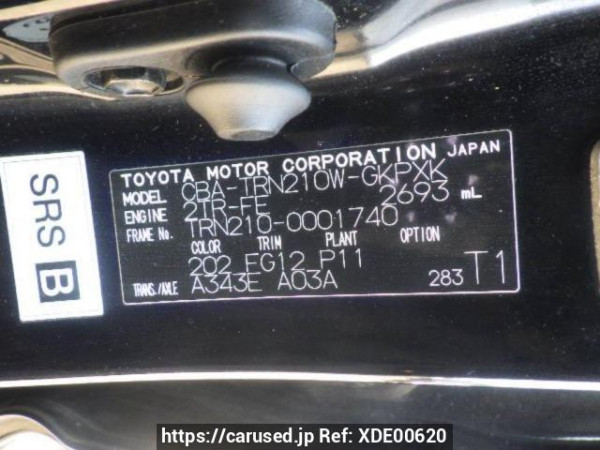 TOYOTA MOTOR CORPORATION JAPAN
MODEL CBA-TRN210W-GKPXK
ENGINE 2TR-FE 2693 mL
FRAME No. TRN210-0001740
COLOR TRIM PLANT OPTION
202 FG12 P11
TRANS./AXLE A343E A03A 283 T1
SRS B
https://carused.jp Ref: XDE00620